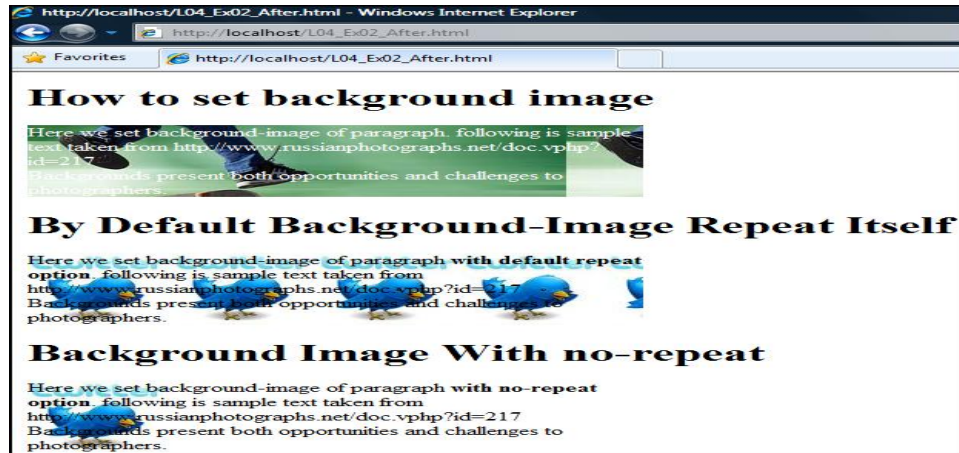 http://localhost/L04_Ex02_After.html - Windows Internet Explorer
http://localhost/L04_Ex02_After.html
Favorites http://localhost/L04_Ex02_After.html
How to set background image
Here we set background-image of paragraph. following is sample
text taken from http://www.russianphotographs.net/doc.vphp?
id=217
Backgrounds present both opportunities and challenges to
photographers.
By Default Background-Image Repeat Itself
Here we set background-image of paragraph with default repeat
option. following is sample text taken from
http://www.russianphotographs.net/doc.vphp?id=217
Backgrounds present both opportunities and challenges to
photographers.
Background Image With no-repeat
Here we set background-image of paragraph with no-repeat
option. following is sample text taken from
http://www.russianphotographs.net/doc.vphp?id=217
Backgrounds present both opportunities and challenges to
photographers.